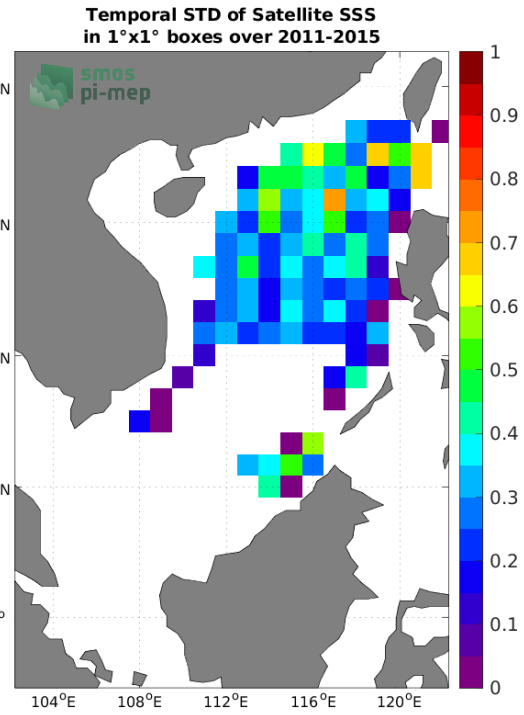 Temporal STD of Satellite SSS
in 1°x1° boxes over 2011-2015
smos
pi-mep
N
N
N
N
o
104°E 108°E 112°E 116°E 120°E
1
0.9
0.8
0.7
0.6
0.5
0.4
0.3
0.2
0.1
0